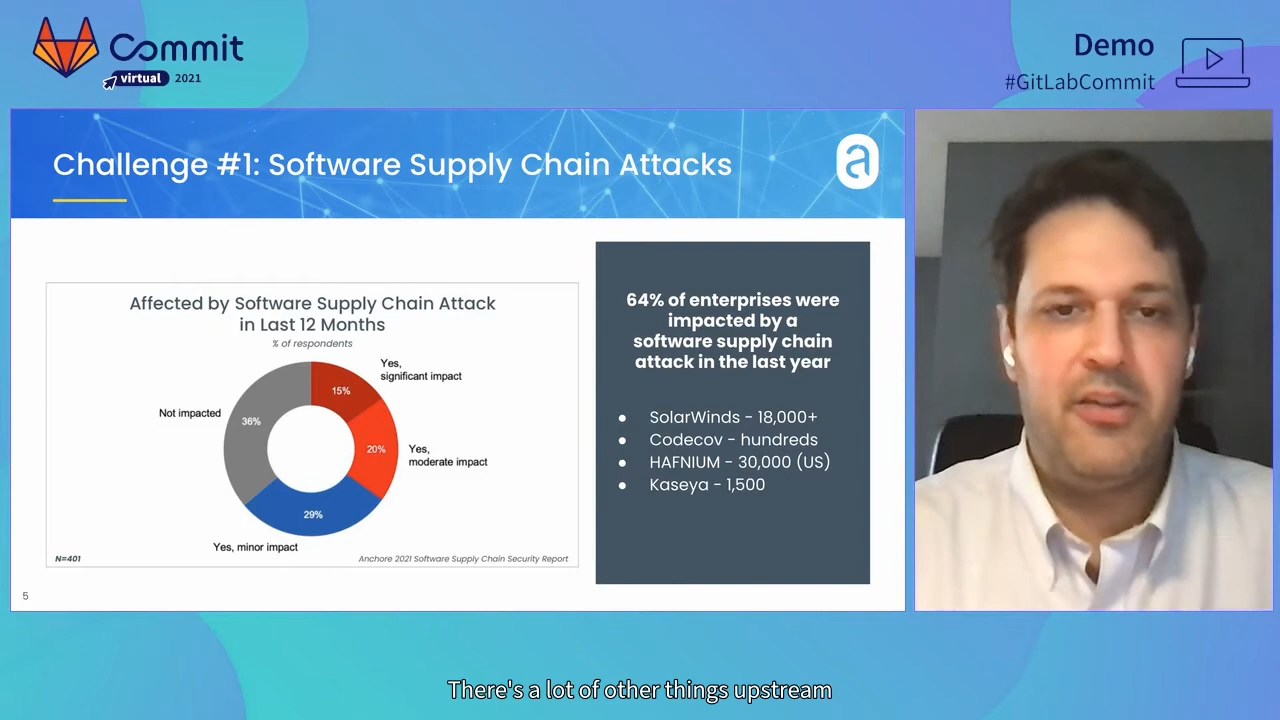 Commit
virtual 2021
Demo
#GitLabCommit
Challenge #1: Software Supply Chain Attacks
a
Affected by Software Supply Chain Attack
in Last 12 Months
% of respondents
Yes,
significant impact
15%
Not impacted
36%
20%
Yes,
moderate impact
29%
Yes, minor impact
N=401
Anchore 2021 Software Supply Chain Security Report
64% of enterprises were
impacted by a
software supply chain
attack in the last year
● SolarWinds - 18,000+
● Codecov - hundreds
● HAFNIUM - 30,000 (US)
● Kaseya - 1,500
5
There's a lot of other things upstream